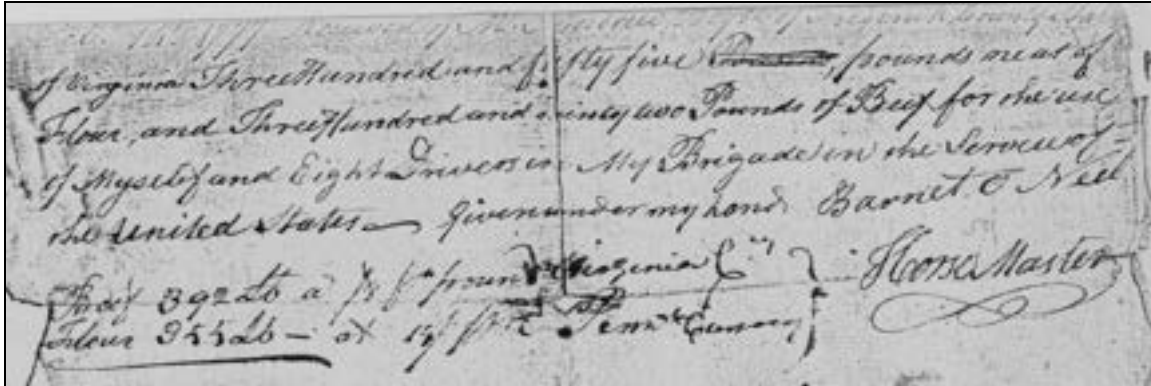 1777 Received of
of Virginia Three Hundred and fifty five pounds neat of
Flour, and Three Hundred and ninety two Pounds of Beef for the use
of Myself and Eight Drivers in My Brigade in the Service of
the United States — Given under my hand Barnet O Neil
Horse Master
Beef 392 lb a pound Virginia C.y
Flour 355 lb — at Penn.a Currency